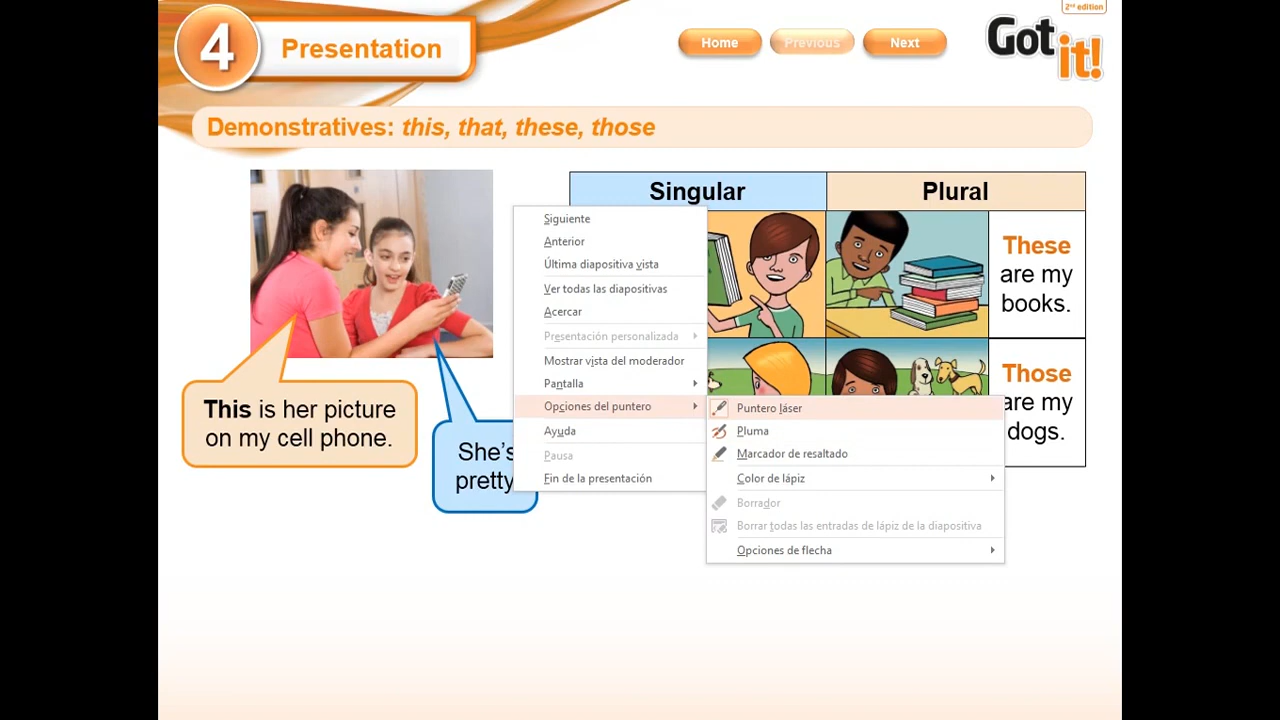 2nd edition
4
Presentation
Home
Previous
Next
Got it!
Demonstratives: this, that, these, those
Singular
Plural
These
are my
books.
Those
are my
dogs.
This is her picture
on my cell phone.
She's
pretty
Siguiente
Anterior
Última diapositiva vista
Ver todas las diapositivas
Acercar
Presentación personalizada
Mostrar vista del moderador
Pantalla
Opciones del puntero
Ayuda
Pausa
Fin de la presentación
Puntero láser
Pluma
Marcador de resaltado
Color de lápiz
Borrador
Borrar todas las entradas de lápiz de la diapositiva
Opciones de flecha